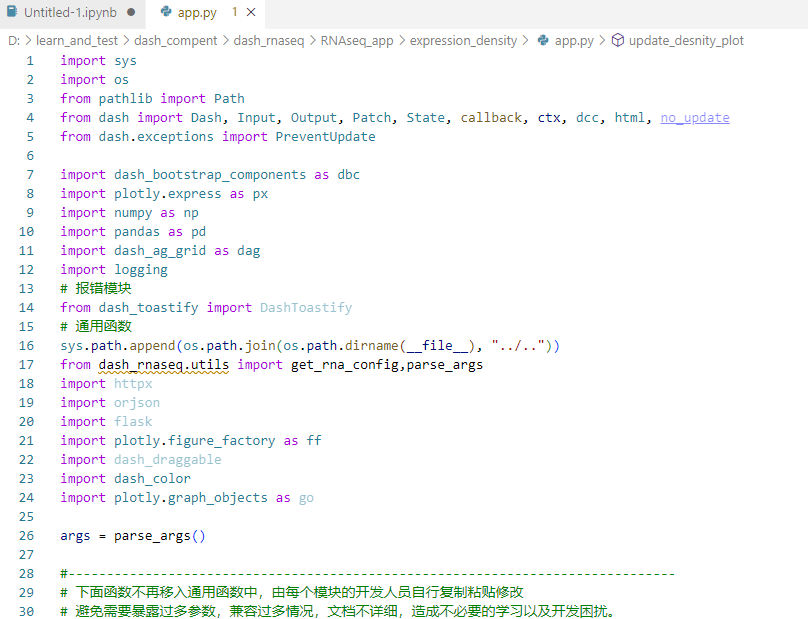 Untitled-1.ipynb ● app.py 1 ×
D: > learn_and_test > dash_compent > dash_rnaseq > RNAseq_app > expression_density > app.py > update_desnity_plot
1 import sys
2 import os
3 from pathlib import Path
4 from dash import Dash, Input, Output, Patch, State, callback, ctx, dcc, html, no_update
5 from dash.exceptions import PreventUpdate
6
7 import dash_bootstrap_components as dbc
8 import plotly.express as px
9 import numpy as np
10 import pandas as pd
11 import dash_ag_grid as dag
12 import logging
13 # 报错模块
14 from dash_toastify import DashToastify
15 # 通用函数
16 sys.path.append(os.path.join(os.path.dirname(__file__), "../.."))
17 from dash_rnaseq.utils import get_rna_config,parse_args
18 import httpx
19 import orjson
20 import flask
21 import plotly.figure_factory as ff
22 import dash_draggable
23 import dash_color
24 import plotly.graph_objects as go
25
26 args = parse_args()
27
28 #-------------------------------------------------------------------------------
29 # 下面函数不再移入通用函数中，由每个模块的开发人员自行复制粘贴修改
30 # 避免需要暴露过多参数，兼容过多情况，文档不详细，造成不必要的学习以及开发困扰。